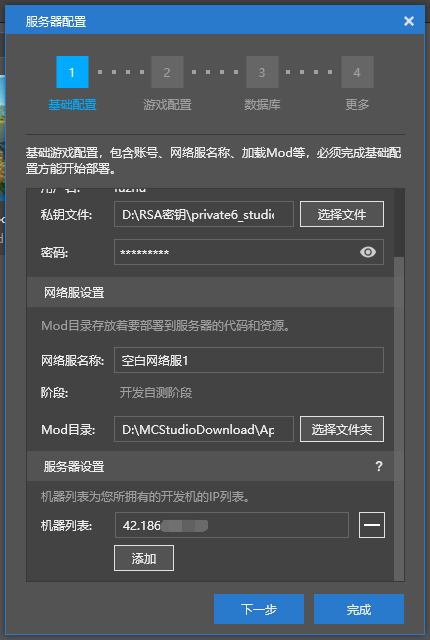 服务器配置
1 2 3 4
基础配置 游戏配置 数据库 更多
基础游戏配置，包含账号、网络服名称、加载Mod等，必须完成基础配
置方能开始部署。
私钥文件: D:\RSA密钥\private6_studic 选择文件
密码: *********
网络服设置
Mod目录存放着要部署到服务器的代码和资源。
网络服名称: 空白网络服1
阶段: 开发自测阶段
Mod目录: D:\MCStudioDownload\Ap 选择文件夹
服务器设置 ?
机器列表为您所拥有的开发机的IP列表。
机器列表: 42.186
添加
下一步 完成